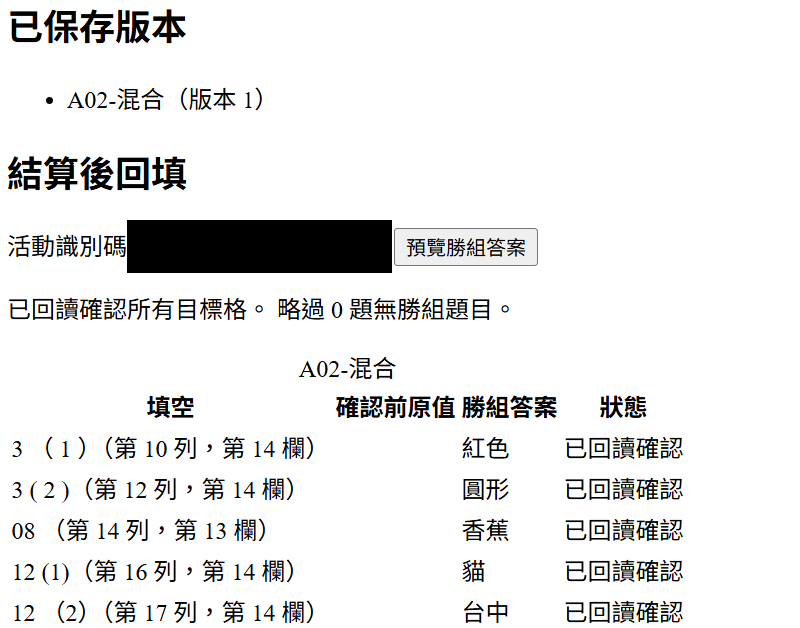 已保存版本
• A02-混合（版本 1）
結算後回填
活動識別碼 預覽勝組答案
已回讀確認所有目標格。 略過 0 題無勝組題目。
A02-混合
填空 確認前原值 勝組答案 狀態
3 （ 1 ）（第 10 列，第 14 欄） 紅色 已回讀確認
3 ( 2 )（第 12 列，第 14 欄） 圓形 已回讀確認
08 （第 14 列，第 13 欄） 香蕉 已回讀確認
12 (1)（第 16 列，第 14 欄） 貓 已回讀確認
12 （2）（第 17 列，第 14 欄） 台中 已回讀確認